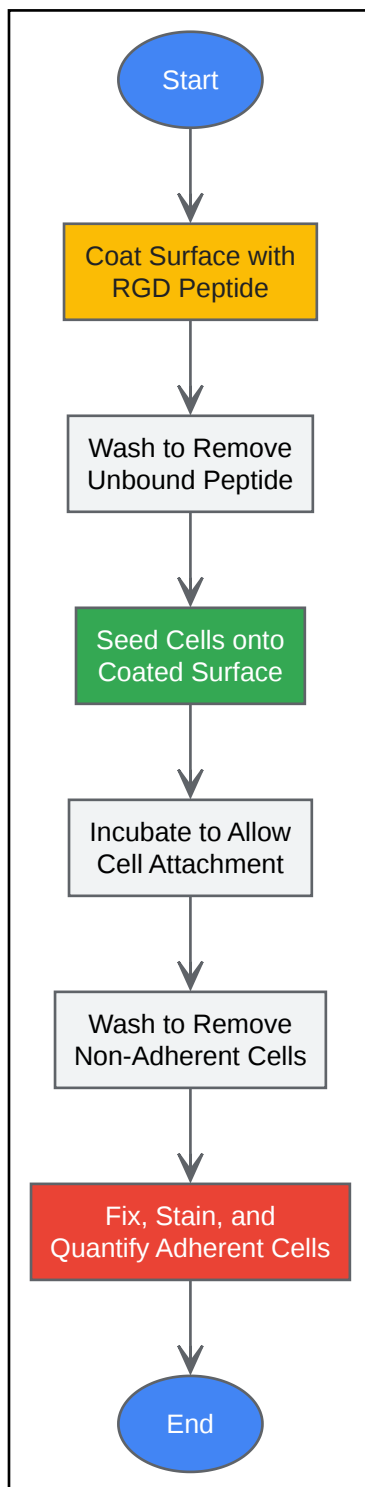 Start
Coat Surface with
RGD Peptide
Wash to Remove
Unbound Peptide
Seed Cells onto
Coated Surface
Incubate to Allow
Cell Attachment
Wash to Remove
Non-Adherent Cells
Fix, Stain, and
Quantify Adherent Cells
End